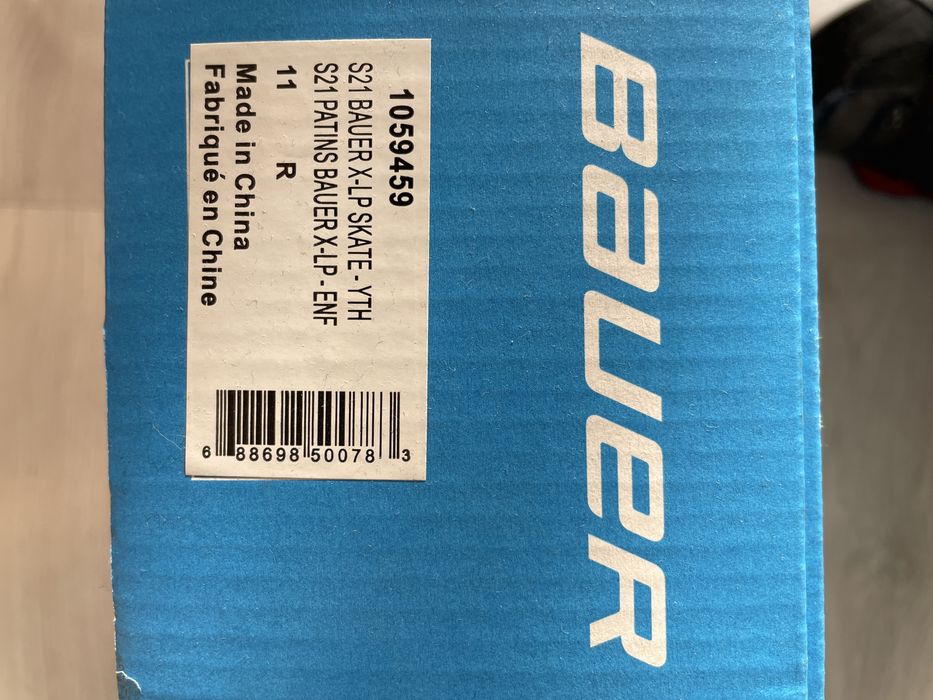 BAUER
1059459
S21 BAUER X-LP SKATE - YTH
S21 PATINS BAUER X-LP - ENF
11 R
Made in China
Fabriqué en Chine
6 88698 50078 3